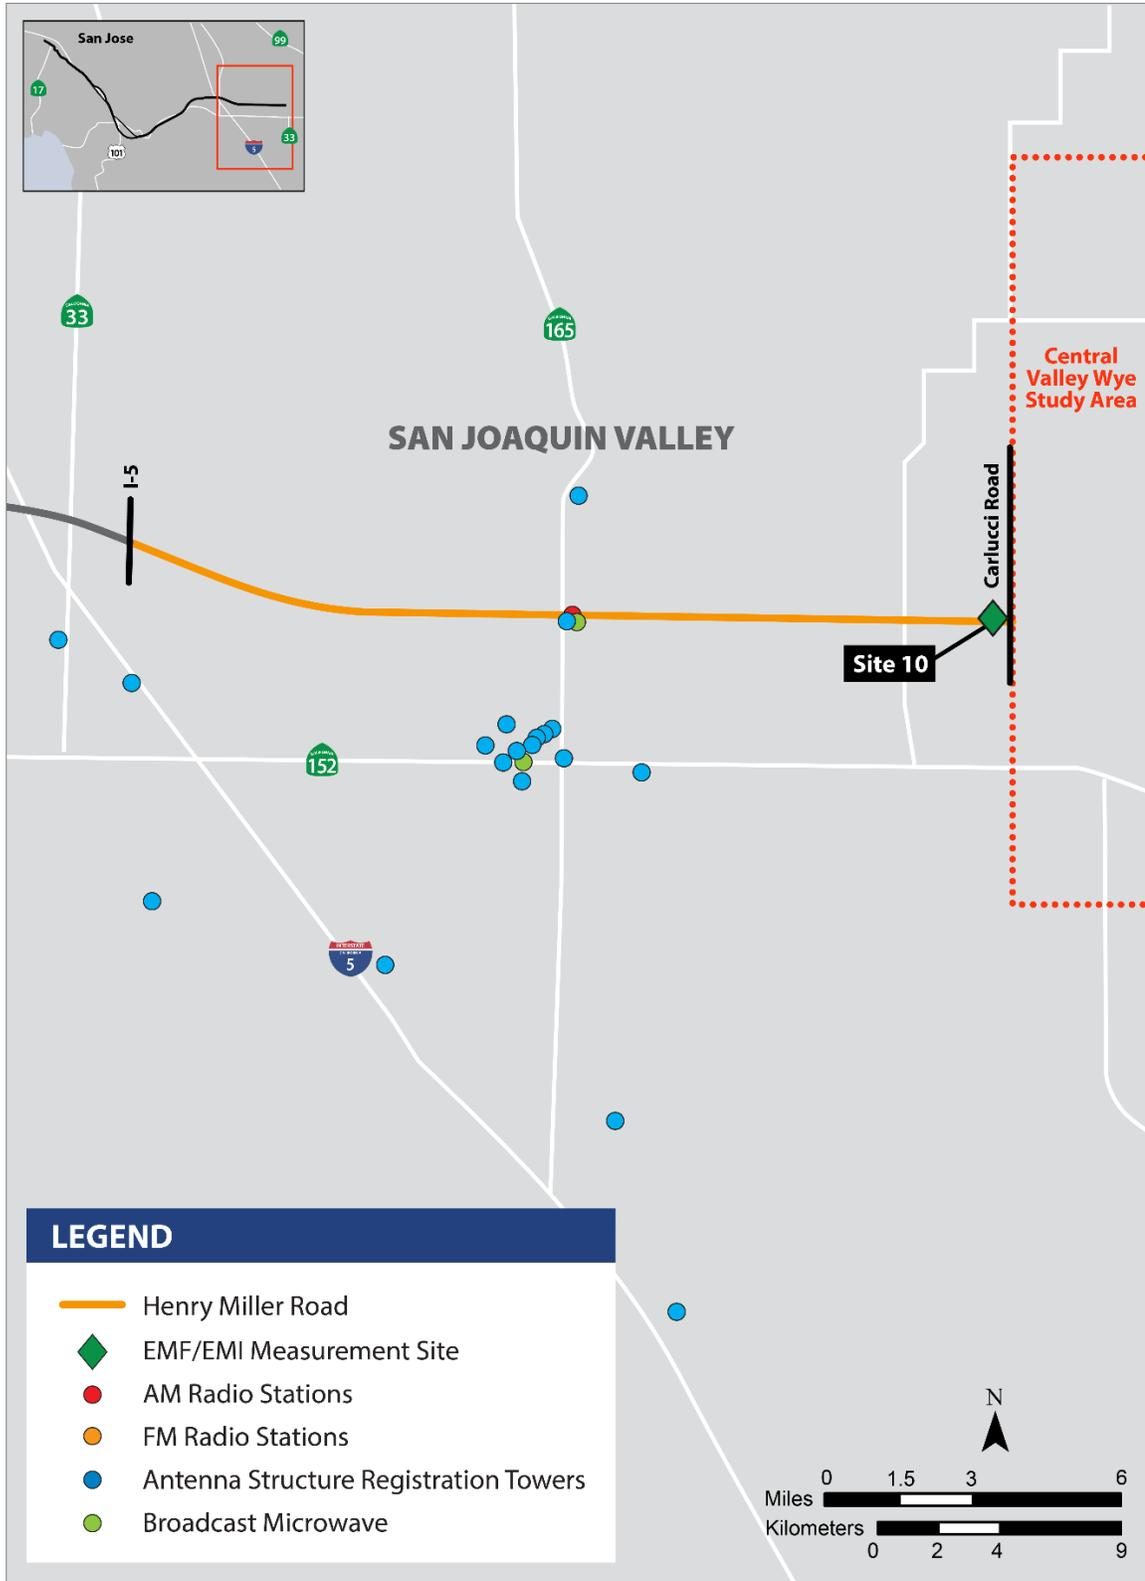 San Jose
99
17
101
5
33
33
165
Central
Valley Wye
Study Area
SAN JOAQUIN VALLEY
I-5
Carlucci Road
Site 10
152
INTERSTATE
CALIFORNIA
5
LEGEND
Henry Miller Road
EMF/EMI Measurement Site
AM Radio Stations
FM Radio Stations
Antenna Structure Registration Towers
Broadcast Microwave
N
0 1.5 3 6
Miles
Kilometers
0 2 4 9